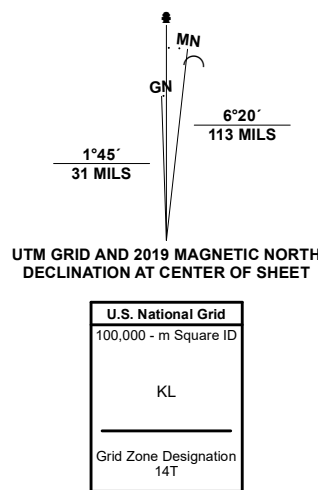 MN
GN
6°20´
113 MILS
1°45´
31 MILS
UTM GRID AND 2019 MAGNETIC NORTH
DECLINATION AT CENTER OF SHEET
U.S. National Grid
100,000 - m Square ID
KL
Grid Zone Designation
14T